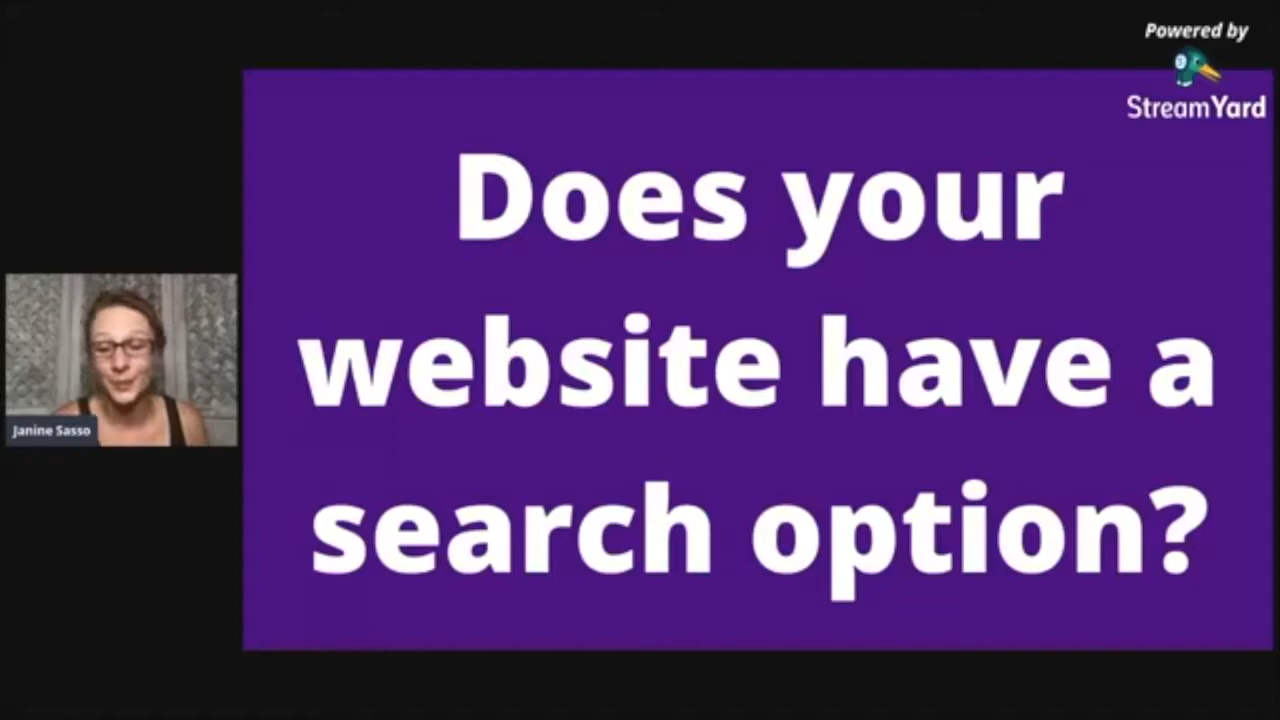 Powered by
StreamYard
Does your
website have a
search option?
Janine Sasso